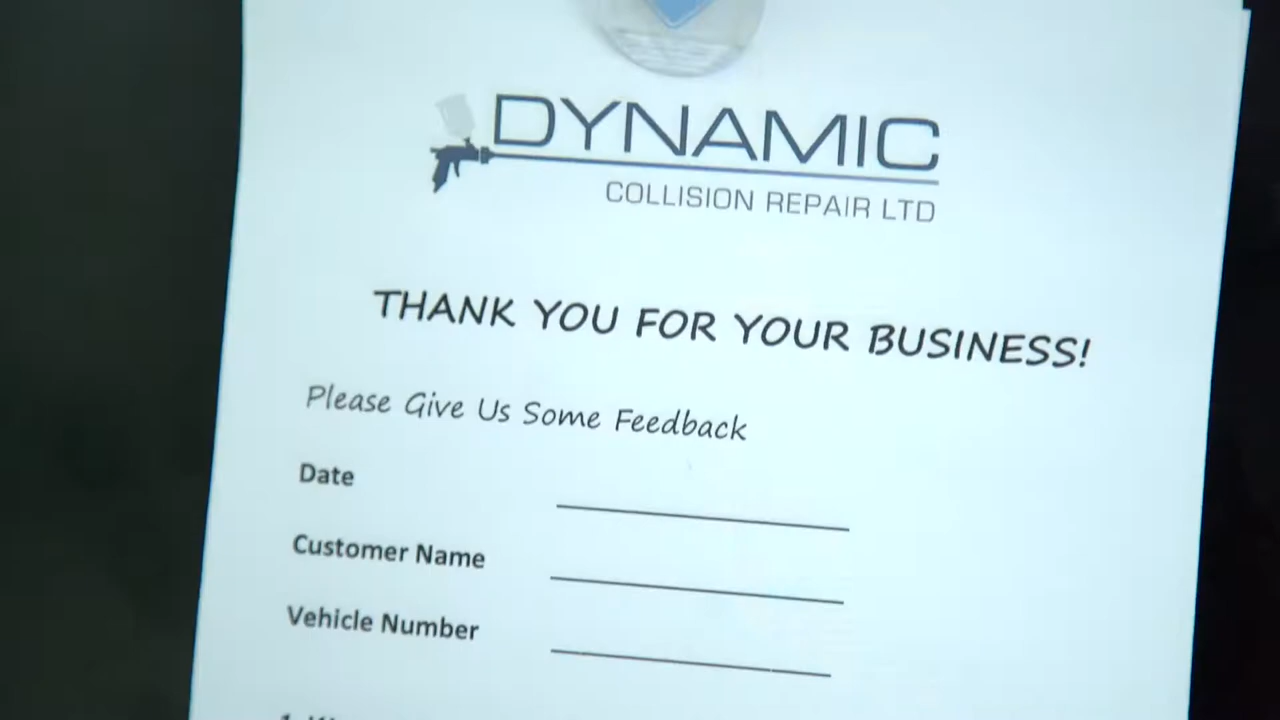 DYNAMIC
COLLISION REPAIR LTD
THANK YOU FOR YOUR BUSINESS!
Please Give Us Some Feedback
Date
Customer Name
Vehicle Number